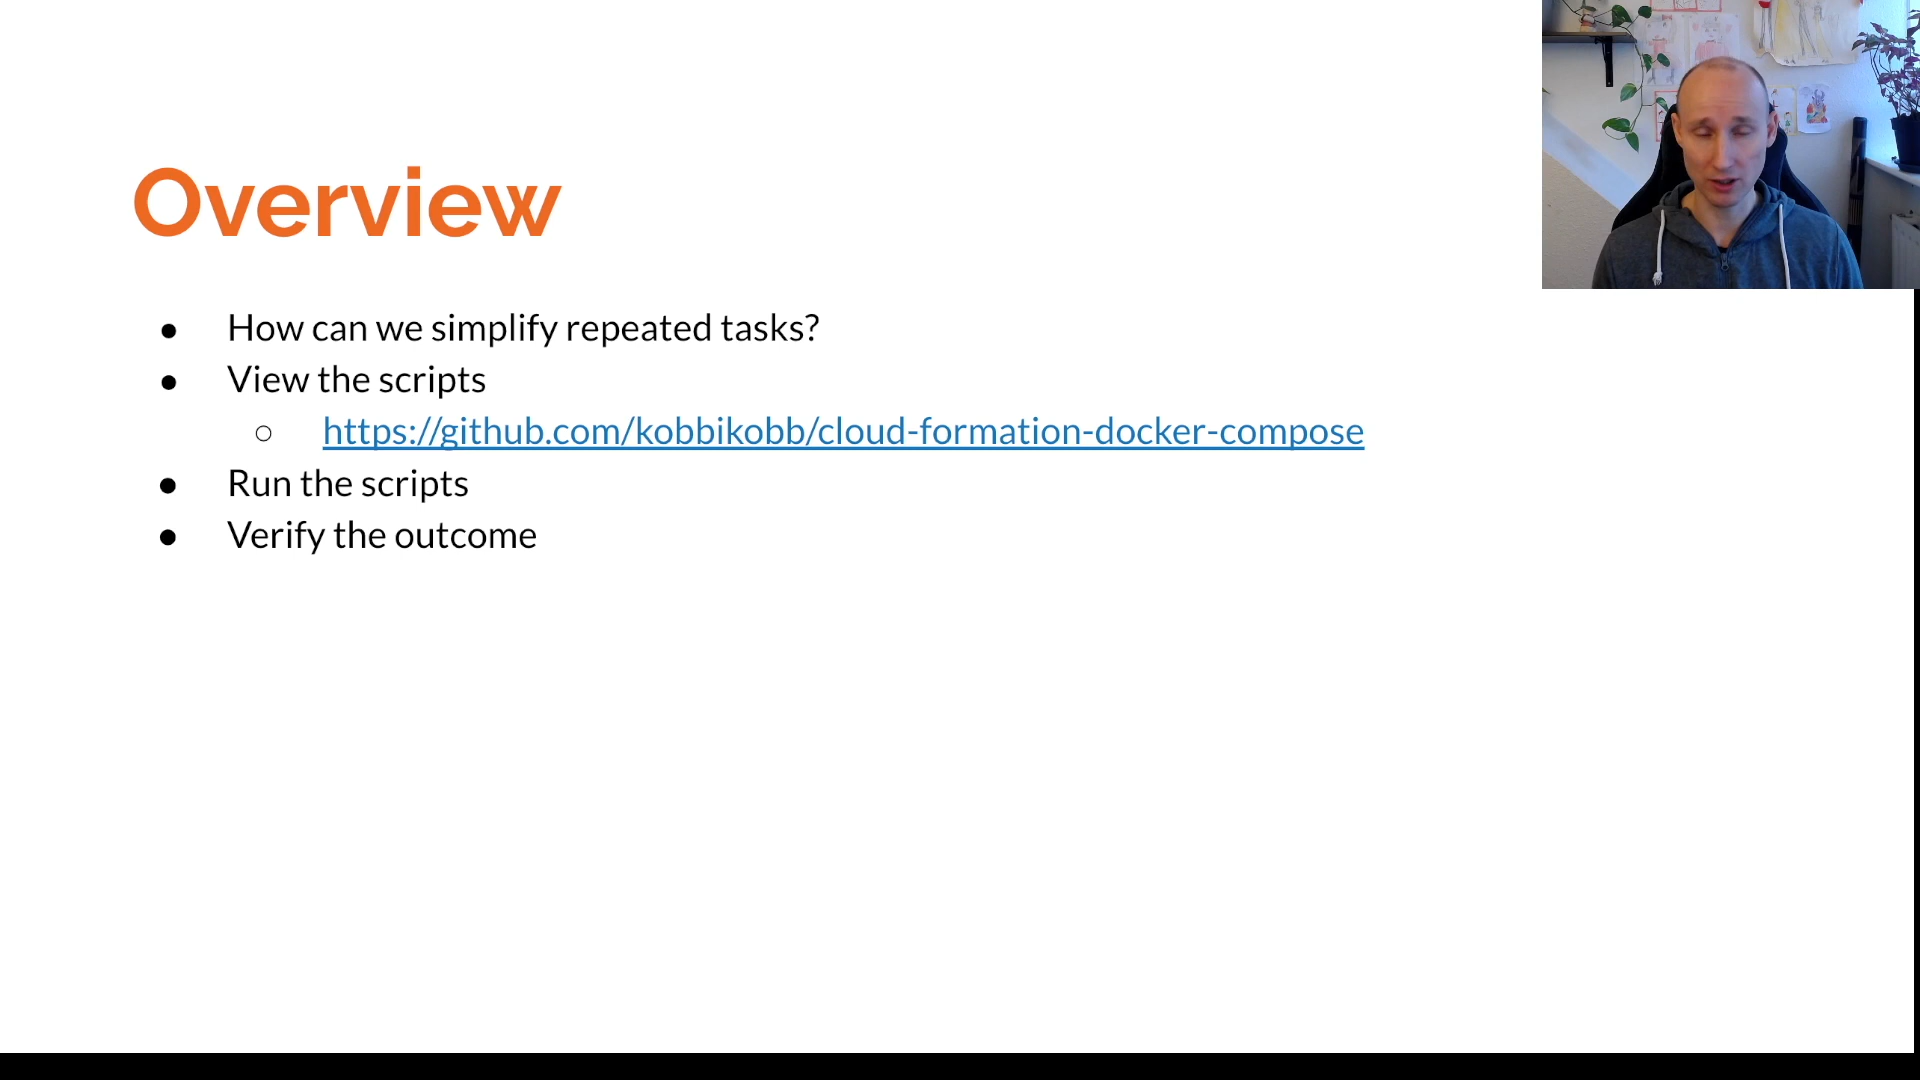 Overview
● How can we simplify repeated tasks?
● View the scripts
○ https://github.com/kobbikobb/cloud-formation-docker-compose
● Run the scripts
● Verify the outcome